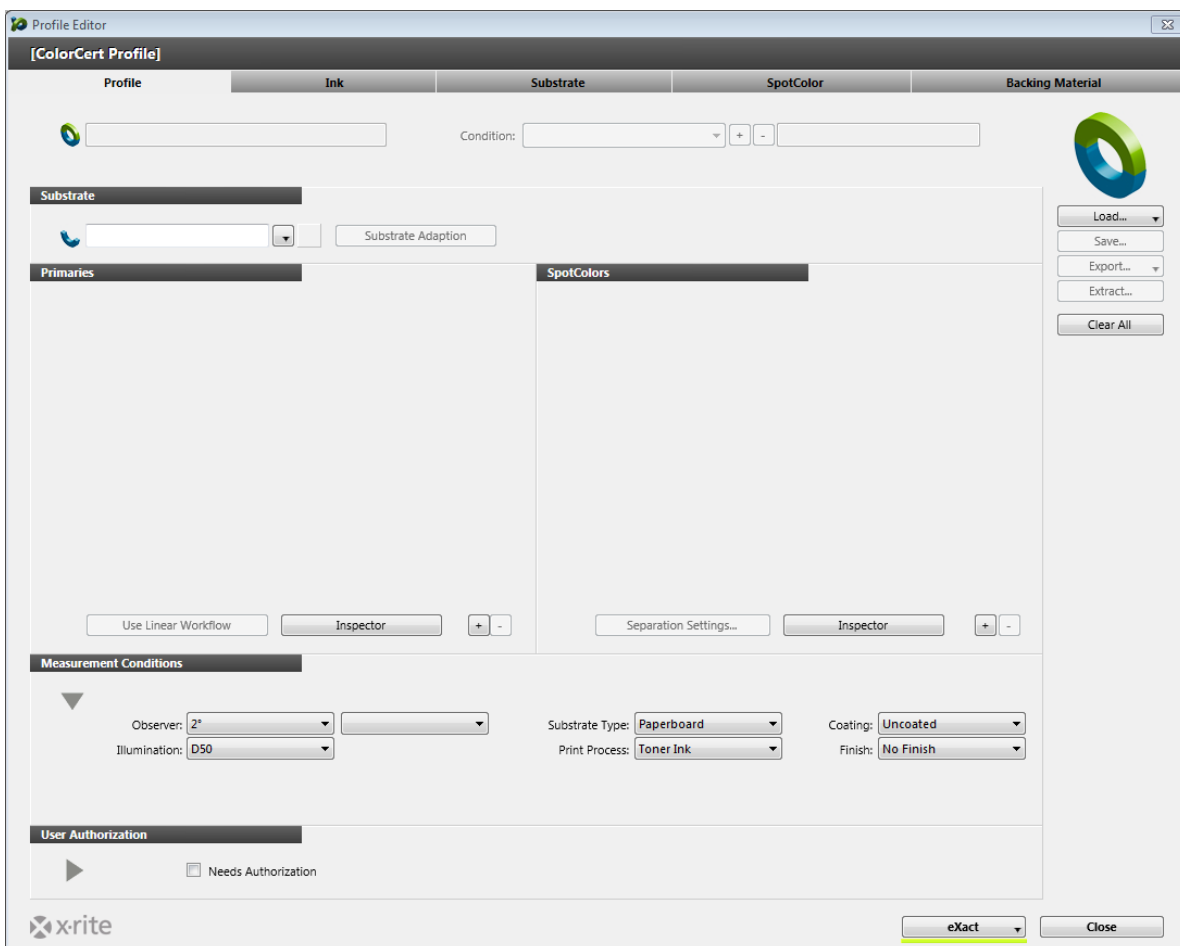 Profile Editor
[ColorCert Profile]
Profile Ink Substrate SpotColor Backing Material
Condition: + -
Substrate
Substrate Adaption
Load...
Save...
Export...
Extract...
Clear All
Primaries SpotColors
Use Linear Workflow Inspector + - Separation Settings... Inspector + -
Measurement Conditions
Observer: 2° Substrate Type: Paperboard Coating: Uncoated
Illumination: D50 Print Process: Toner Ink Finish: No Finish
User Authorization
Needs Authorization
x·rite eXact Close